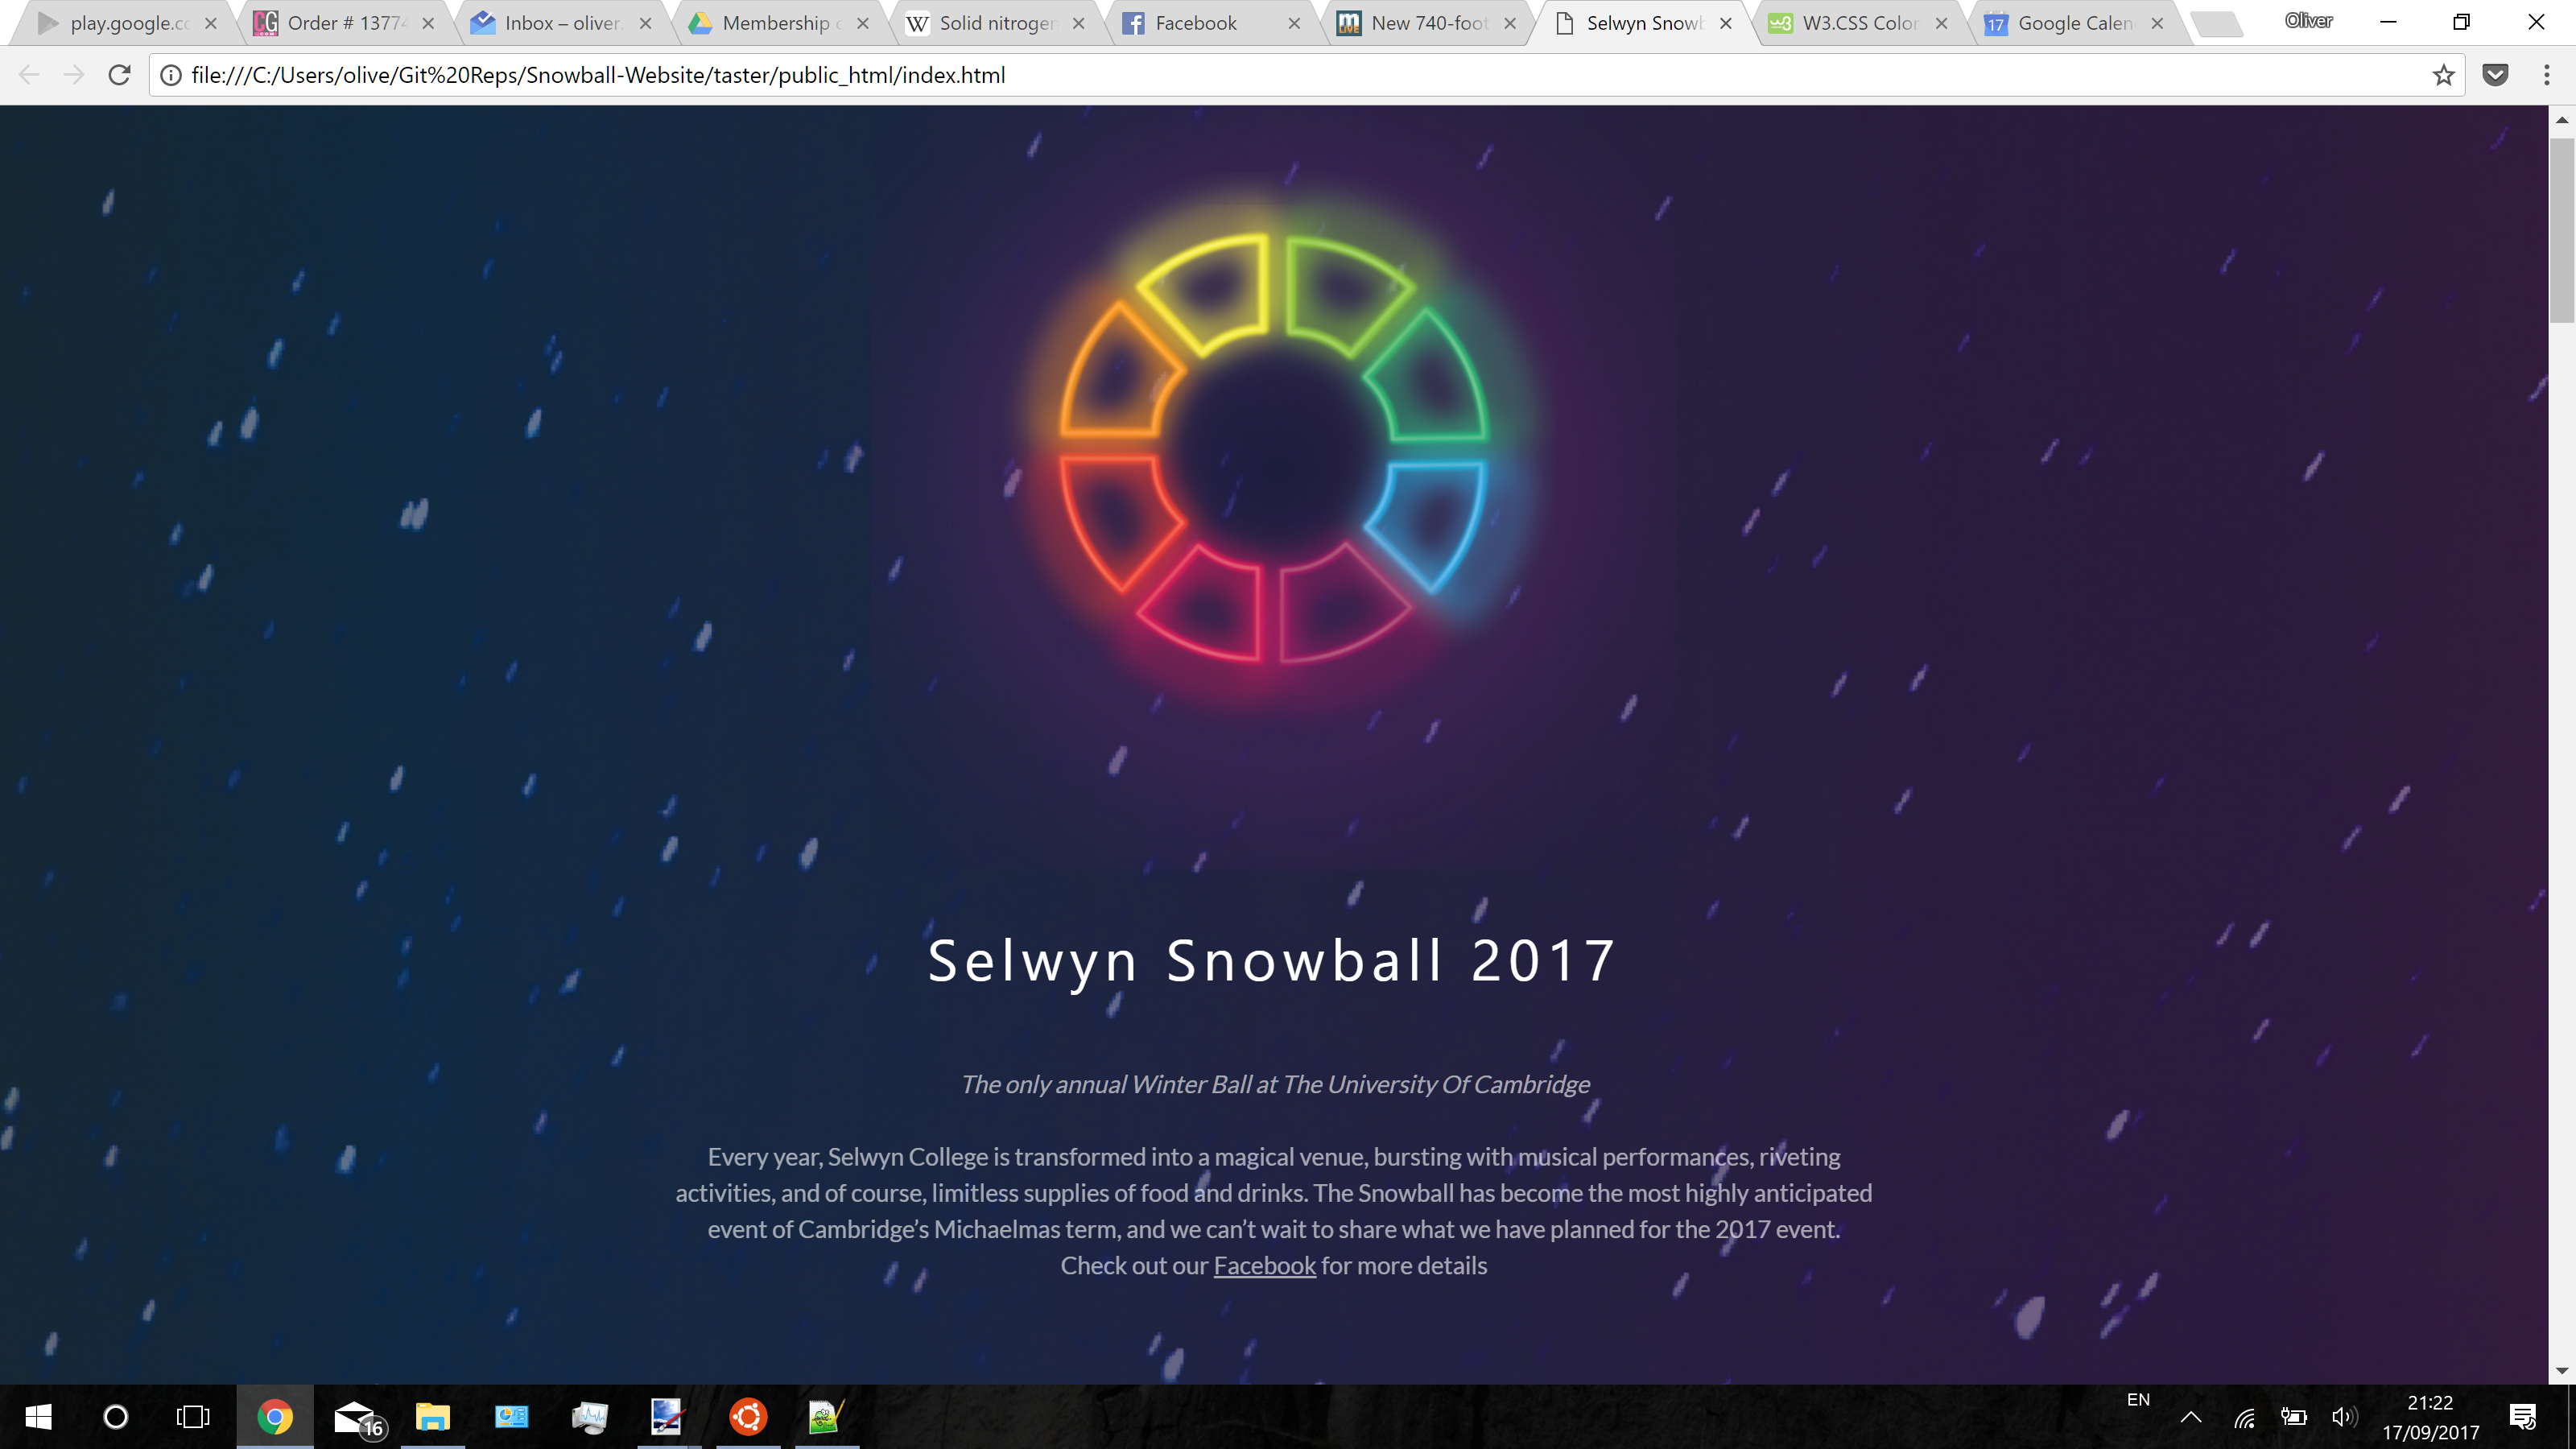 play.google.cc
Order # 13774
Inbox – oliver.
Membership c
Solid nitrogen
Facebook
New 740-foot
Selwyn Snowb
W3.CSS Color
17
Google Calen
Oliver
file:///C:/Users/olive/Git%20Reps/Snowball-Website/taster/public_html/index.html
Selwyn Snowball 2017
The only annual Winter Ball at The University Of Cambridge
Every year, Selwyn College is transformed into a magical venue, bursting with musical performances, riveting
activities, and of course, limitless supplies of food and drinks. The Snowball has become the most highly anticipated
event of Cambridge’s Michaelmas term, and we can’t wait to share what we have planned for the 2017 event.
Check out our Facebook for more details
16
EN
21:22
17/09/2017